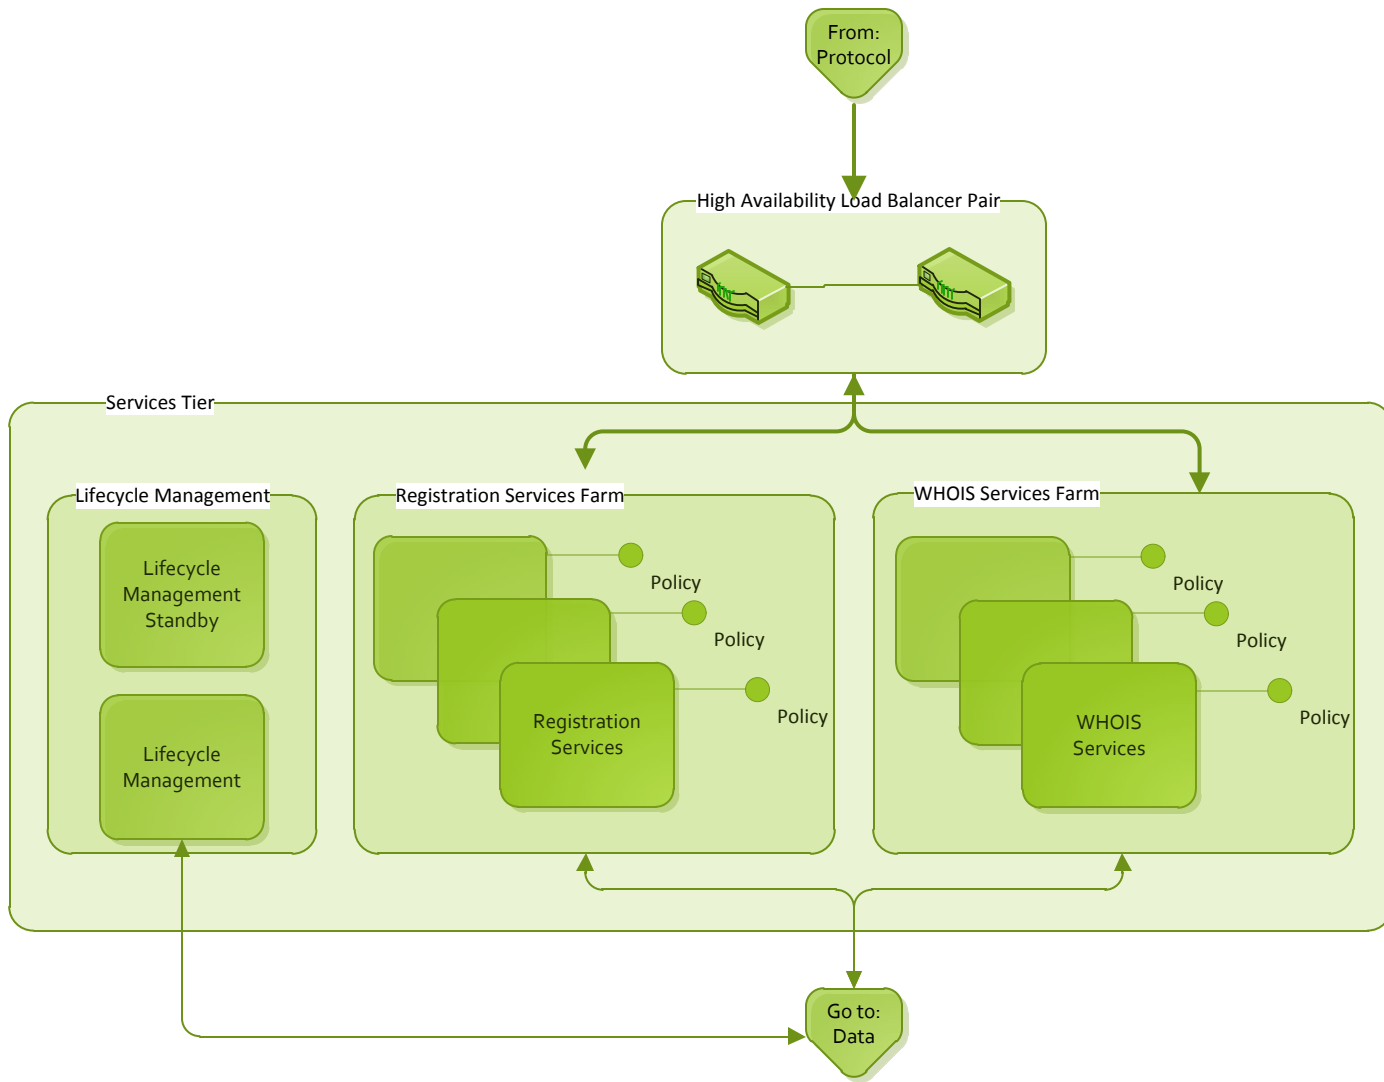 From:
Protocol
High Availability Load Balancer Pair
Services Tier
Lifecycle Management
Lifecycle
Management
Standby
Lifecycle
Management
Registration Services Farm
Policy
Policy
Policy
Registration
Services
WHOIS Services Farm
Policy
Policy
Policy
WHOIS
Services
Go to:
Data